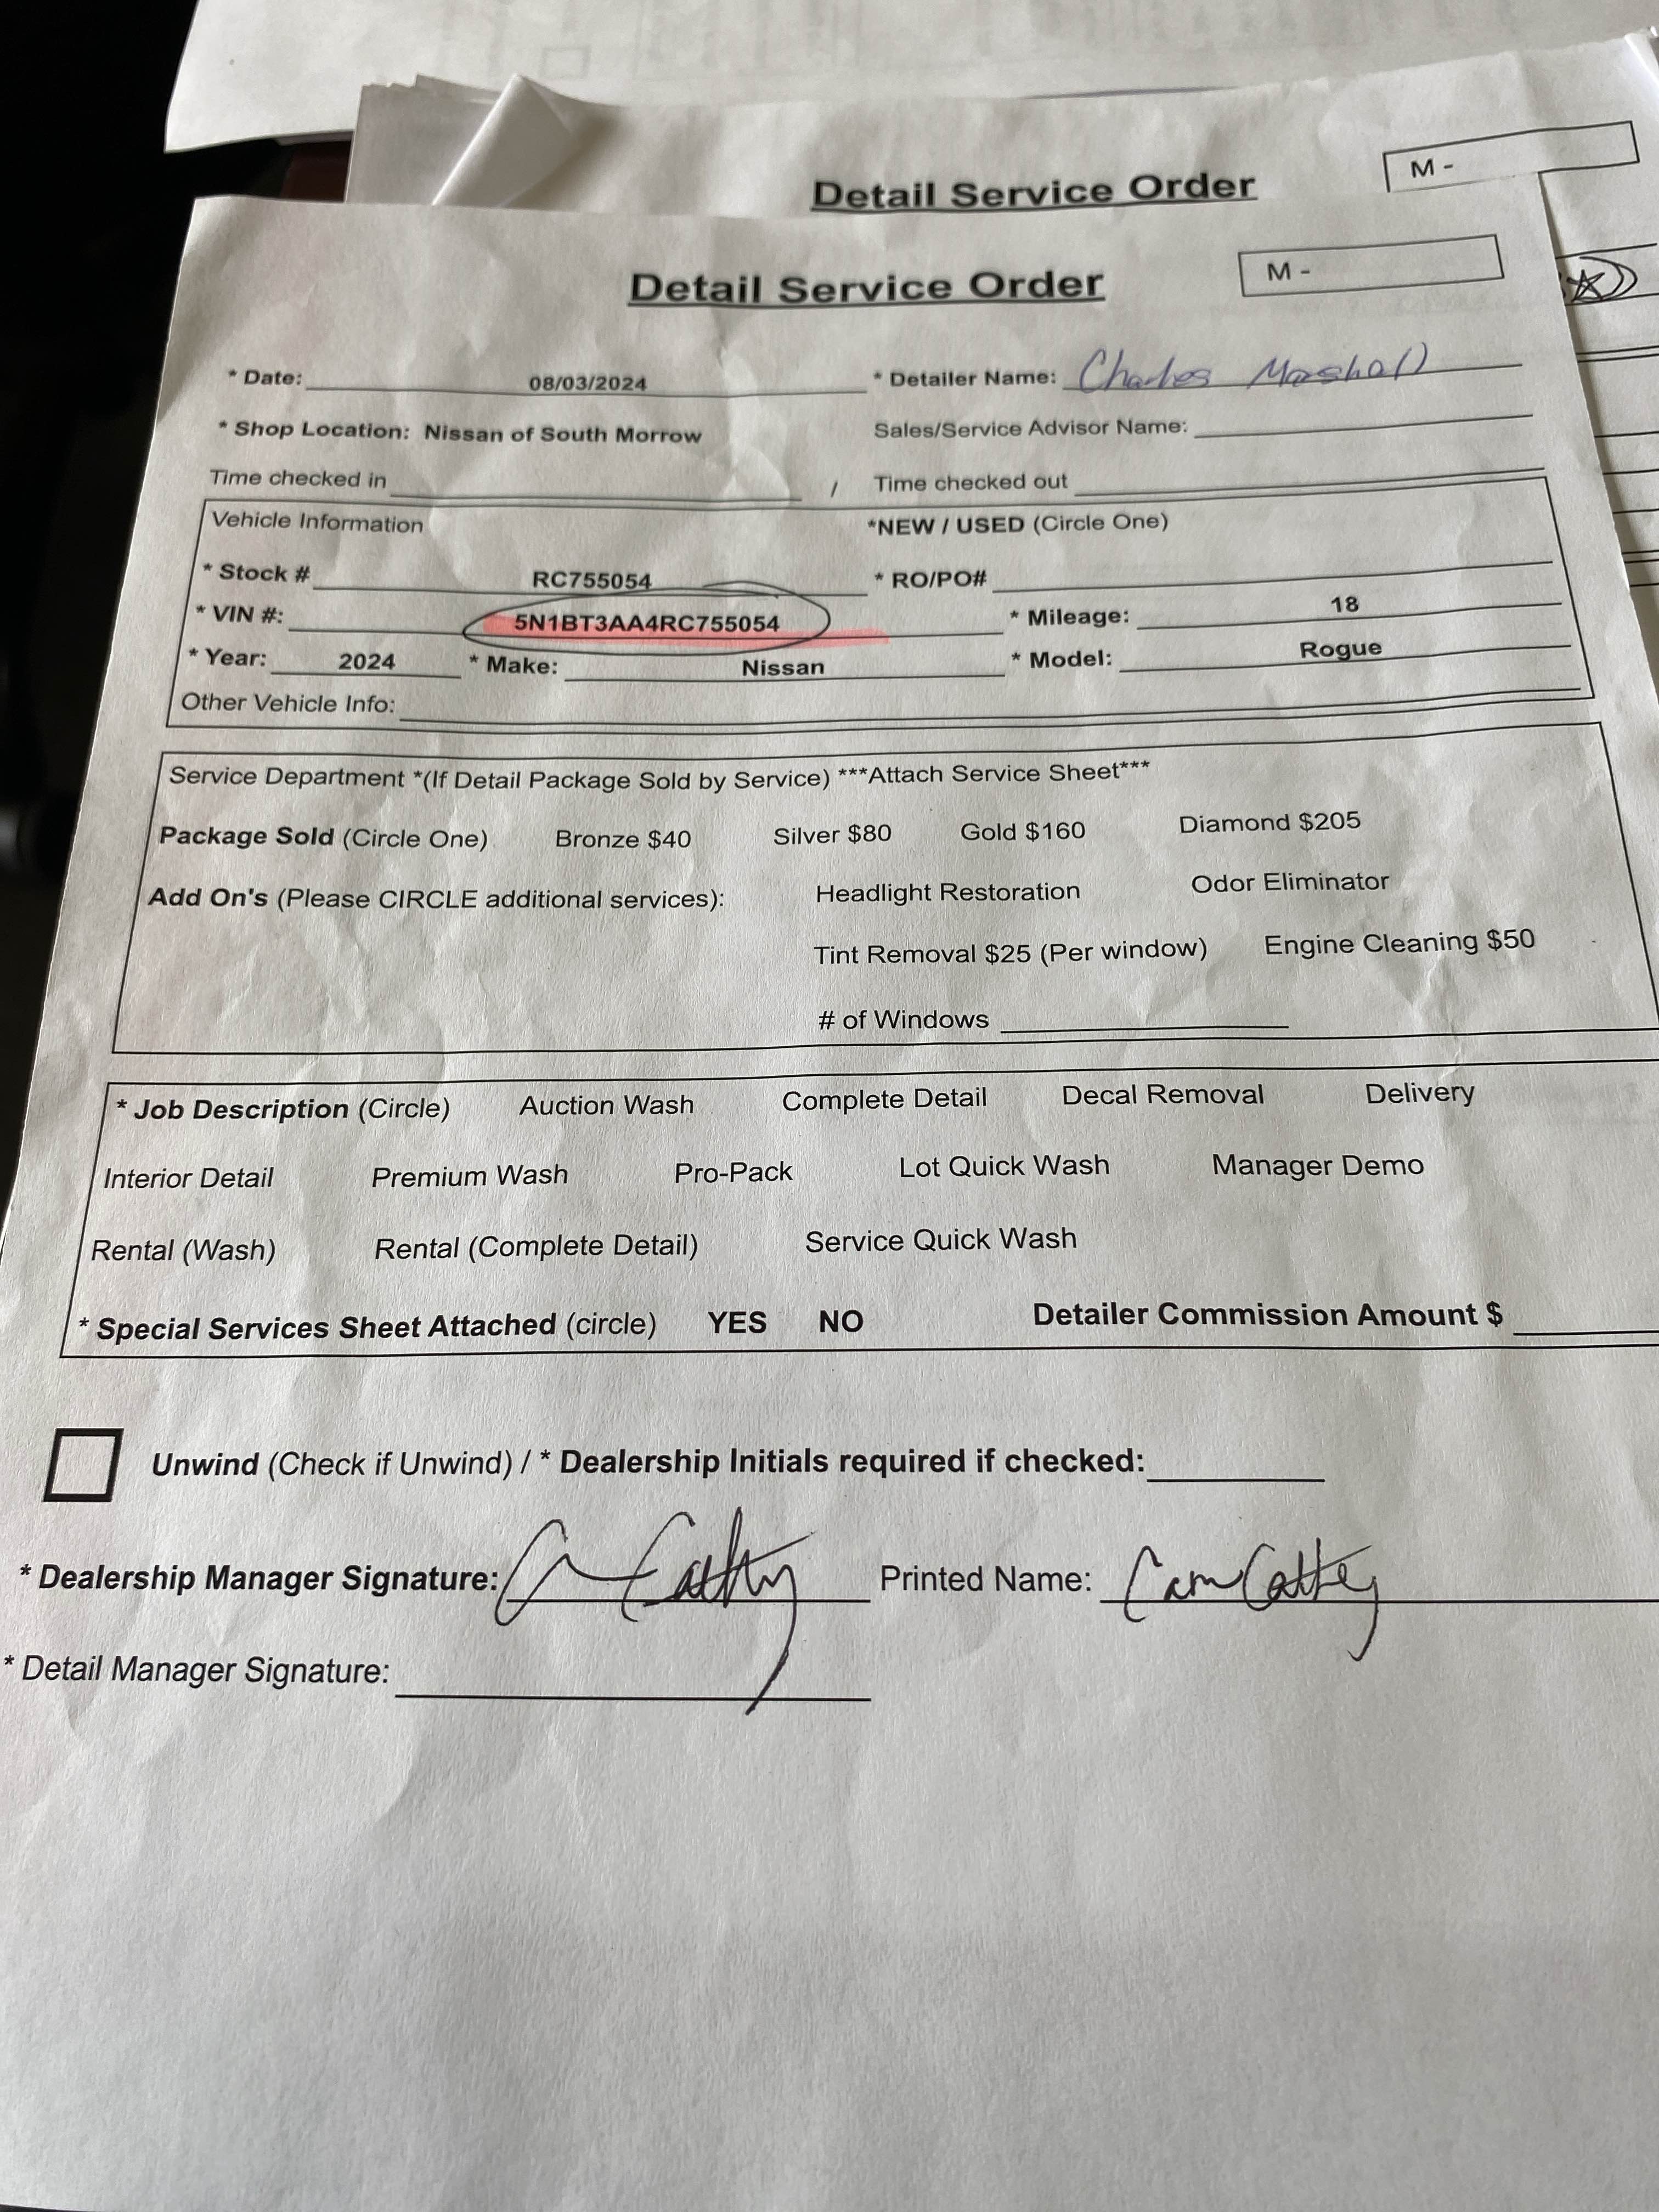 Detail Service Order
M -
Detail Service Order
M -
* Date: 08/03/2024 * Detailer Name: Charles Marshall
* Shop Location: Nissan of South Morrow Sales/Service Advisor Name:
Time checked in / Time checked out
Vehicle Information *NEW / USED (Circle One)
* Stock # RC755054 * RO/PO#
* VIN #: 5N1BT3AA4RC755054 * Mileage: 18
* Year: 2024 * Make: Nissan * Model: Rogue
Other Vehicle Info:
Service Department *(If Detail Package Sold by Service) ***Attach Service Sheet***
Package Sold (Circle One) Bronze $40 Silver $80 Gold $160 Diamond $205
Add On's (Please CIRCLE additional services): Headlight Restoration Odor Eliminator
Tint Removal $25 (Per window) Engine Cleaning $50
# of Windows
* Job Description (Circle) Auction Wash Complete Detail Decal Removal Delivery
Interior Detail Premium Wash Pro-Pack Lot Quick Wash Manager Demo
Rental (Wash) Rental (Complete Detail) Service Quick Wash
* Special Services Sheet Attached (circle) YES NO Detailer Commission Amount $
Unwind (Check if Unwind) / * Dealership Initials required if checked:
* Dealership Manager Signature: Printed Name: Cam
* Detail Manager Signature: